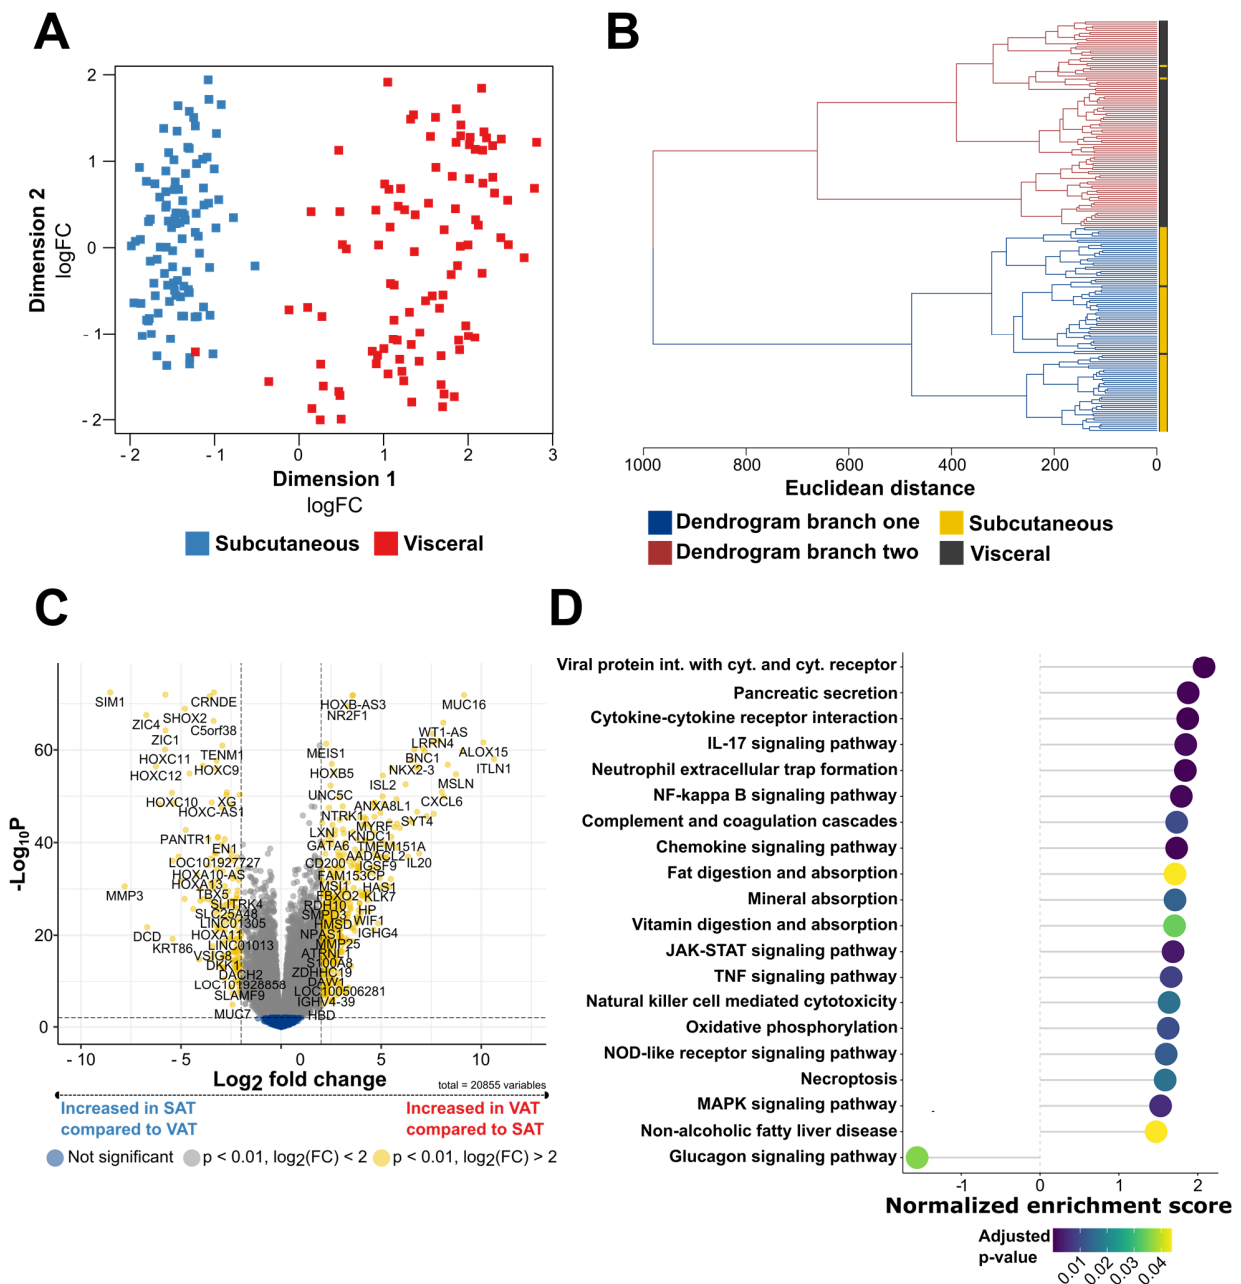 A
B
2
1
0
- 1
- 2
Dimension 2
logFC
- 2
- 1
0
1
2
3
Dimension 1
logFC
Subcutaneous
Visceral
1000
800
600
400
200
0
Euclidean distance
Dendrogram branch one
Subcutaneous
Dendrogram branch two
Visceral
C
D
-Log10P
60
40
20
0
SIM1
CRNDE
HOXB-AS3
MUC16
SHOX2
NR2F1
ZIC4
C5orf38
WT1-AS
ZIC1
LRRN4
TENM1
MEIS1
ALOX15
HOXC11
BNC1
HOXC9
NKX2-3
ITLN1
HOXC12
HOXB5
ISL2
MSLN
UNC5C
HOXC10
XG
ANXA8L1
CXCL6
HOXC-AS1
NTRK1
SYT4
LXN
MYRF
PANTR1
KNDC1
EN1
GATA6
TMEM151A
AADACL2
LOC101927727
CD200
IGSF9
IL20
HOXA10-AS
FAM153CP
HOXA13
MSI1
HAS1
MMP3
TBX5
FBXO2
KLK7
SLITRK4
RDH10
HP
SLC25A48
SMPD3
WIF1
LINC01305
HMSD
DCD
HOXA11
NPAS1
IGHG4
LINC01013
MMP25
KRT86
VSIG8
ATRNL1
DKK1
S100A8
DACH2
ZDHHC19
LOC101928858
DAW1
SLAMF9
LOC100506281
IGHV4-39
MUC7
HBD
- 10
- 5
0
5
10
Log2 fold change
total = 20855 variables
Increased in SAT
compared to VAT
Increased in VAT
compared to SAT
Not significant
p < 0.01, log2(FC) < 2
p < 0.01, log2(FC) > 2
Viral protein int. with cyt. and cyt. receptor
Pancreatic secretion
Cytokine-cytokine receptor interaction
IL-17 signaling pathway
Neutrophil extracellular trap formation
NF-kappa B signaling pathway
Complement and coagulation cascades
Chemokine signaling pathway
Fat digestion and absorption
Mineral absorption
Vitamin digestion and absorption
JAK-STAT signaling pathway
TNF signaling pathway
Natural killer cell mediated cytotoxicity
Oxidative phosphorylation
NOD-like receptor signaling pathway
Necroptosis
MAPK signaling pathway
Non-alcoholic fatty liver disease
Glucagon signaling pathway
-1
0
1
2
Normalized enrichment score
Adjusted
p-value
0.01
0.02
0.03
0.04